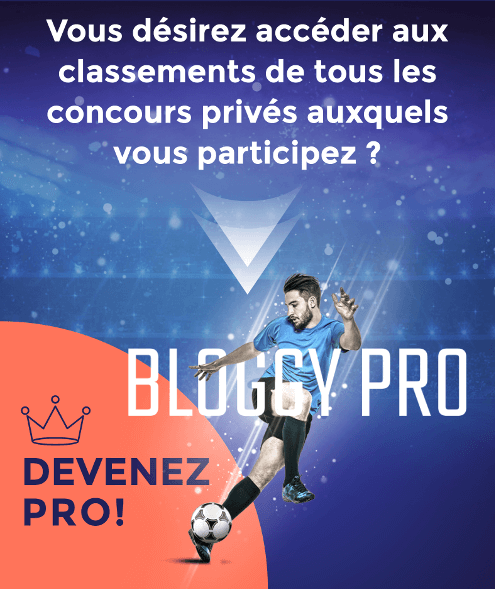 Vous désirez accéder aux
classements de tous les
concours privés auxquels
vous participez ?
BLOGGY PRO
DEVENEZ
PRO!